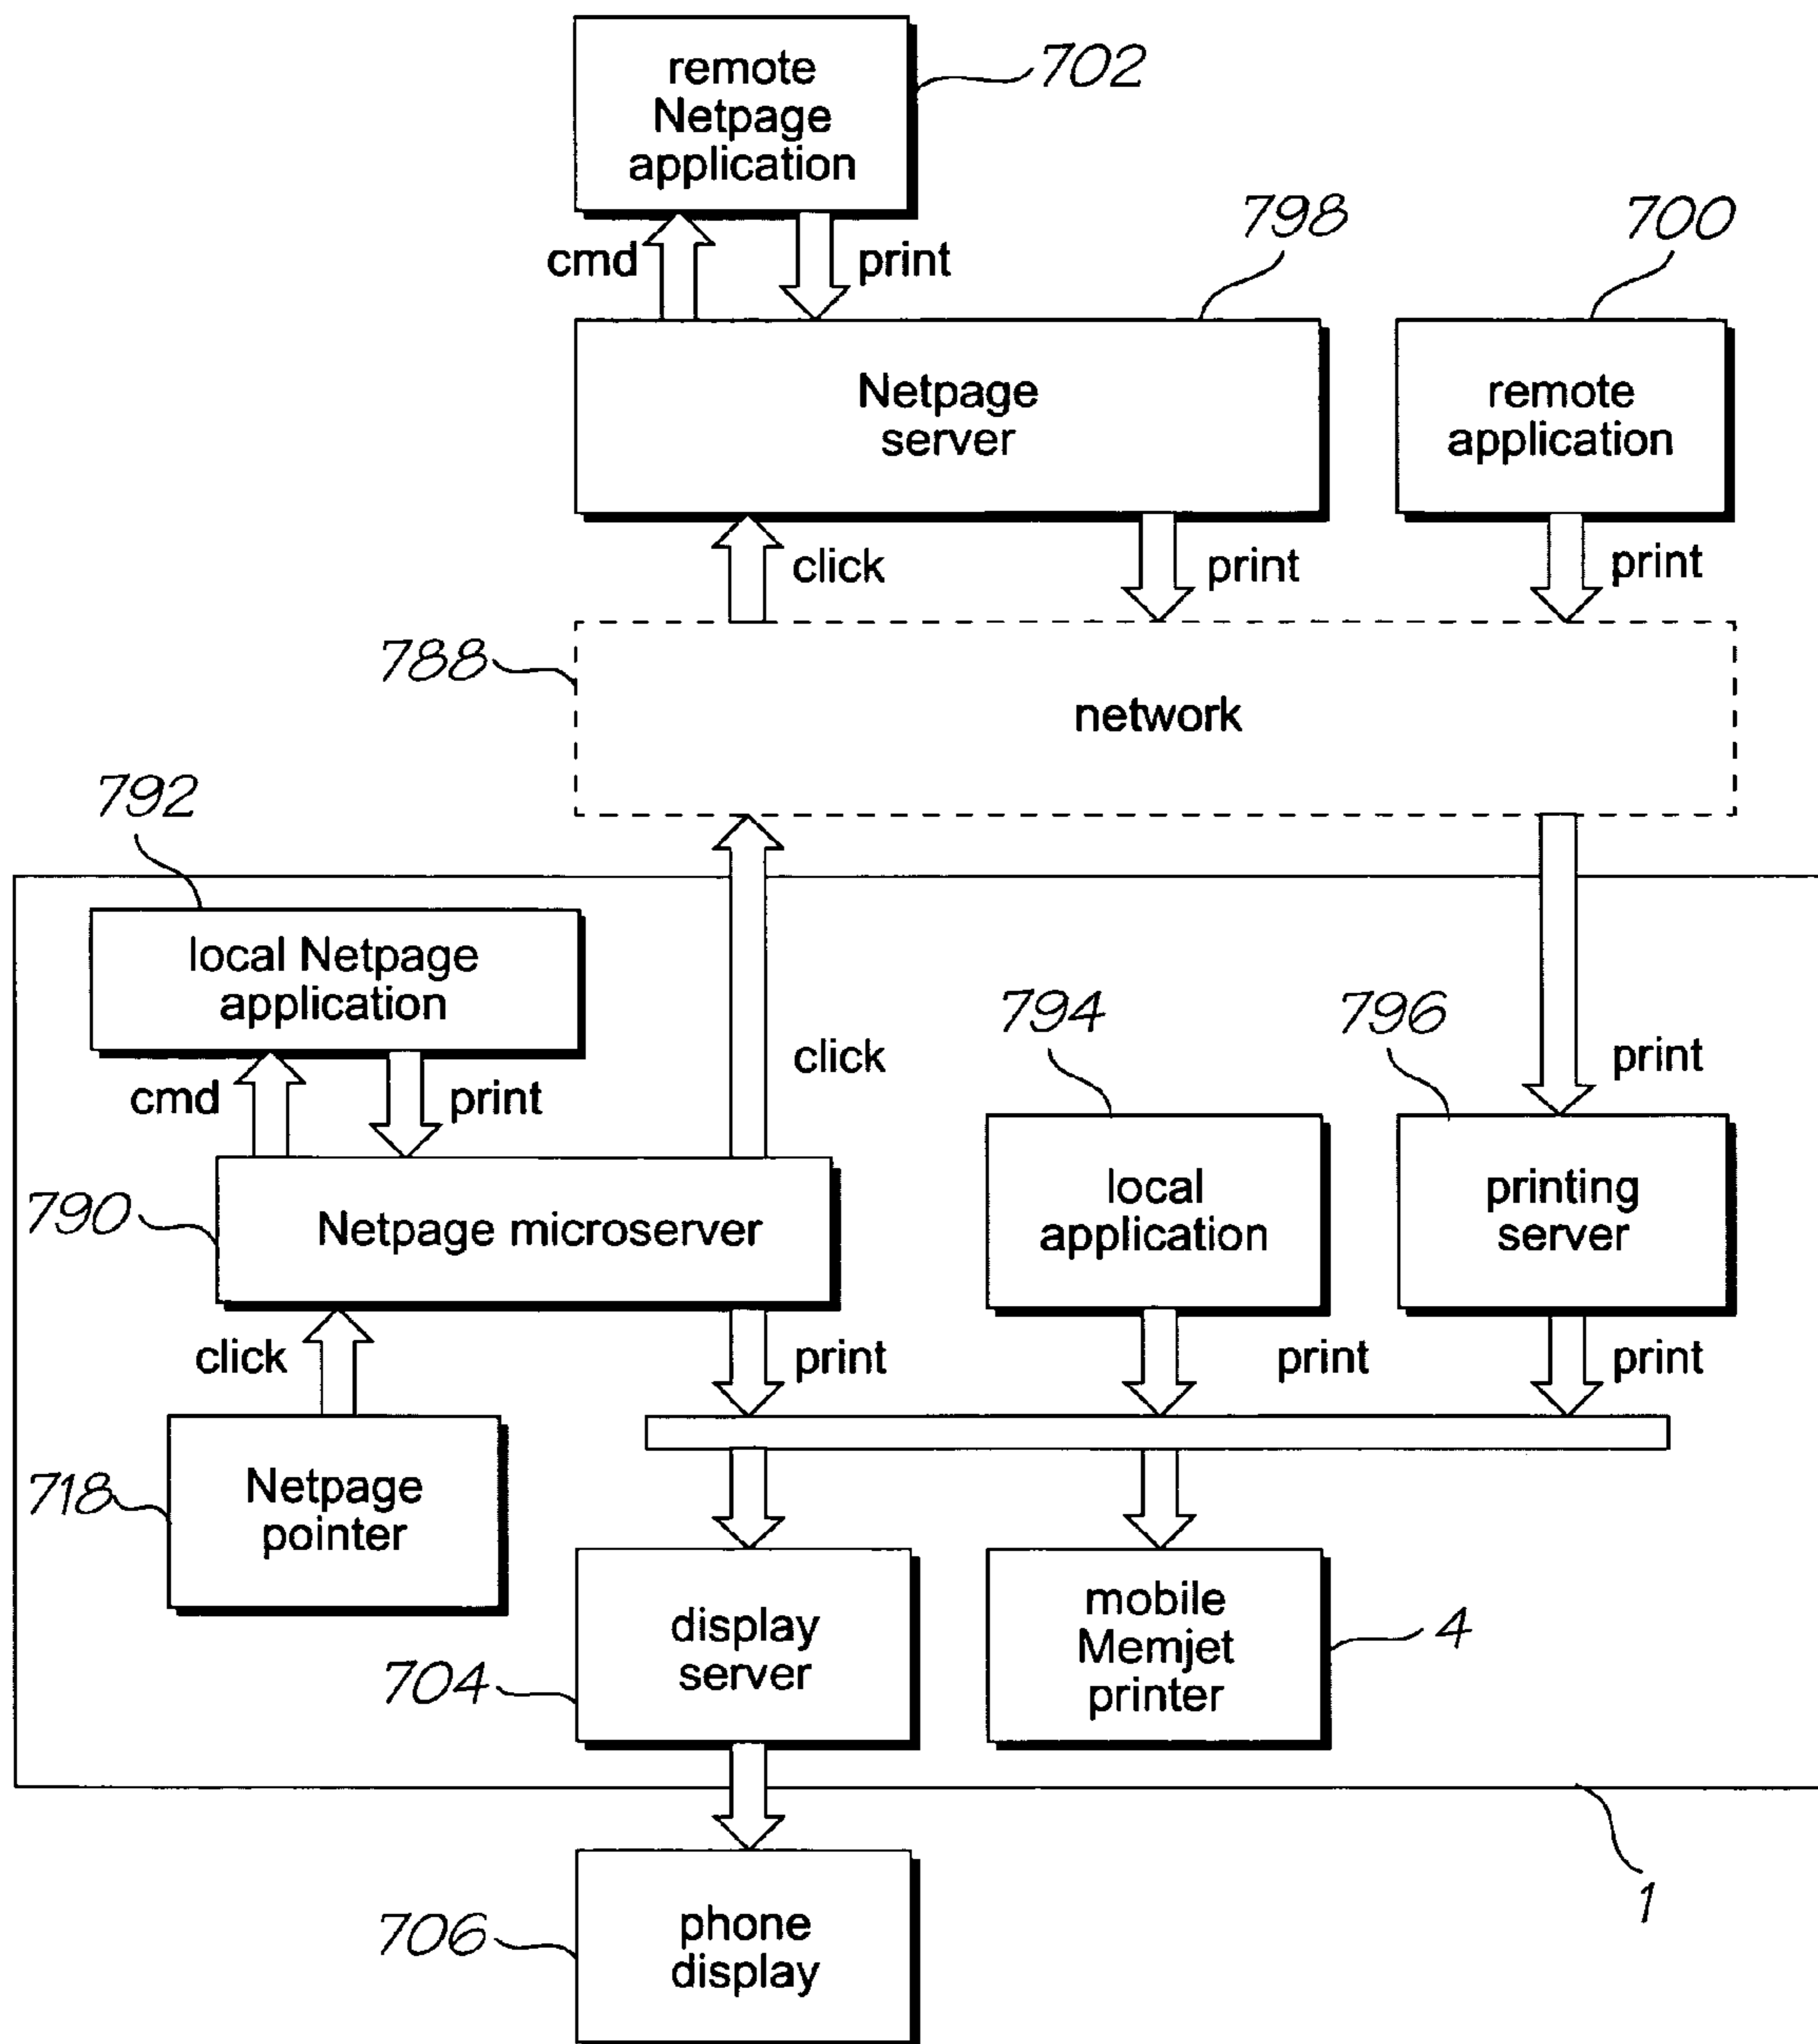 remote
Netpage
application
702
cmd
print
798
700
Netpage
server
remote
application
click
print
print
788
network
792
local Netpage
application
794
796
click
print
cmd
print
790
Netpage microserver
local
application
printing
server
click
print
print
print
718
Netpage
pointer
display
server
704
mobile
Memjet
printer
4
706
phone
display
1